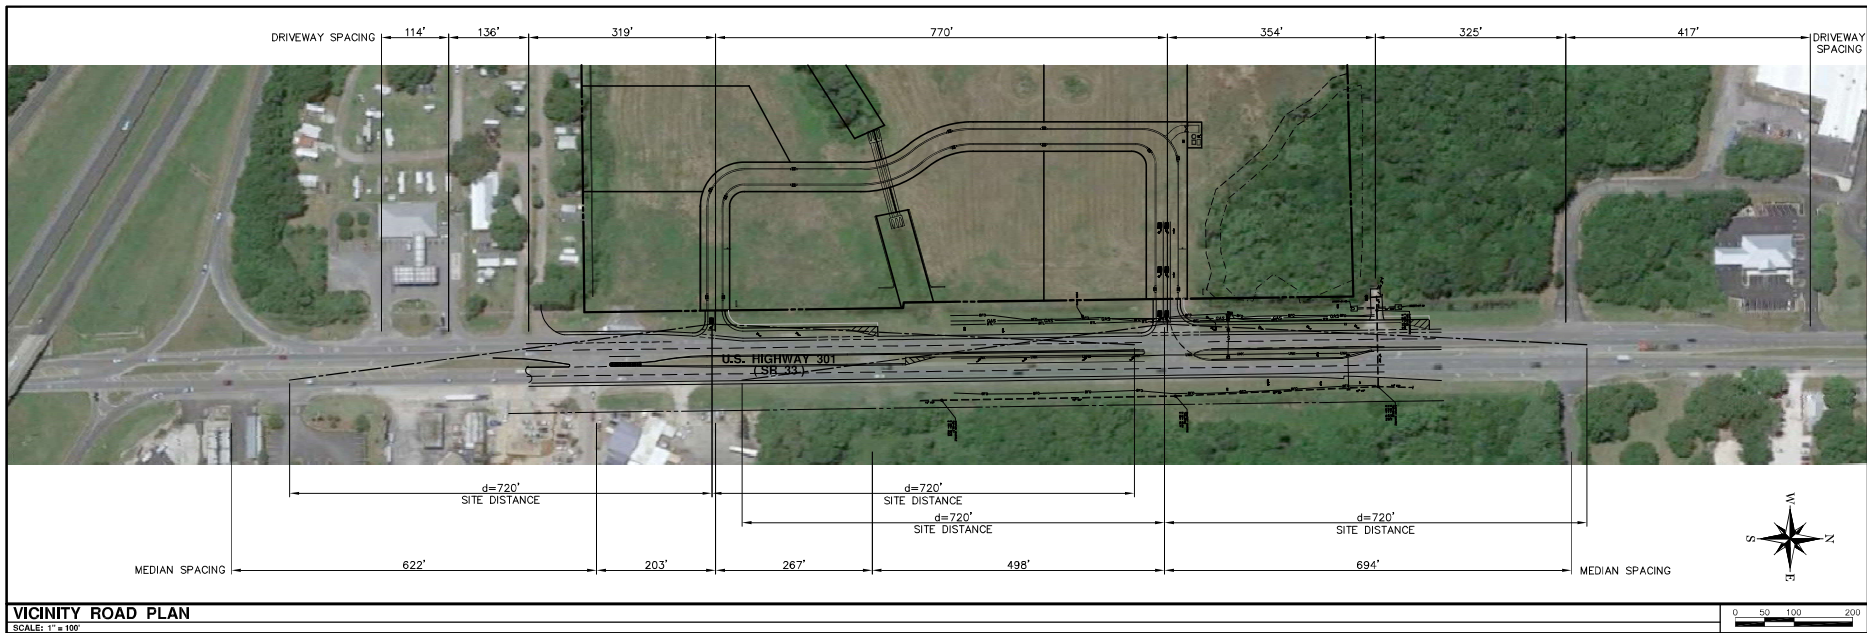 DRIVEWAY SPACING 114' 136' 319' 770' 354' 325' 417' DRIVEWAY
SPACING
U.S. HIGHWAY 301
(SR 33)
d=720'
SITE DISTANCE
d=720'
SITE DISTANCE
d=720'
SITE DISTANCE
d=720'
SITE DISTANCE
W
S N
E
MEDIAN SPACING 622' 203' 267' 498' 694' MEDIAN SPACING
VICINITY ROAD PLAN
SCALE: 1" = 100'
0 50 100 200